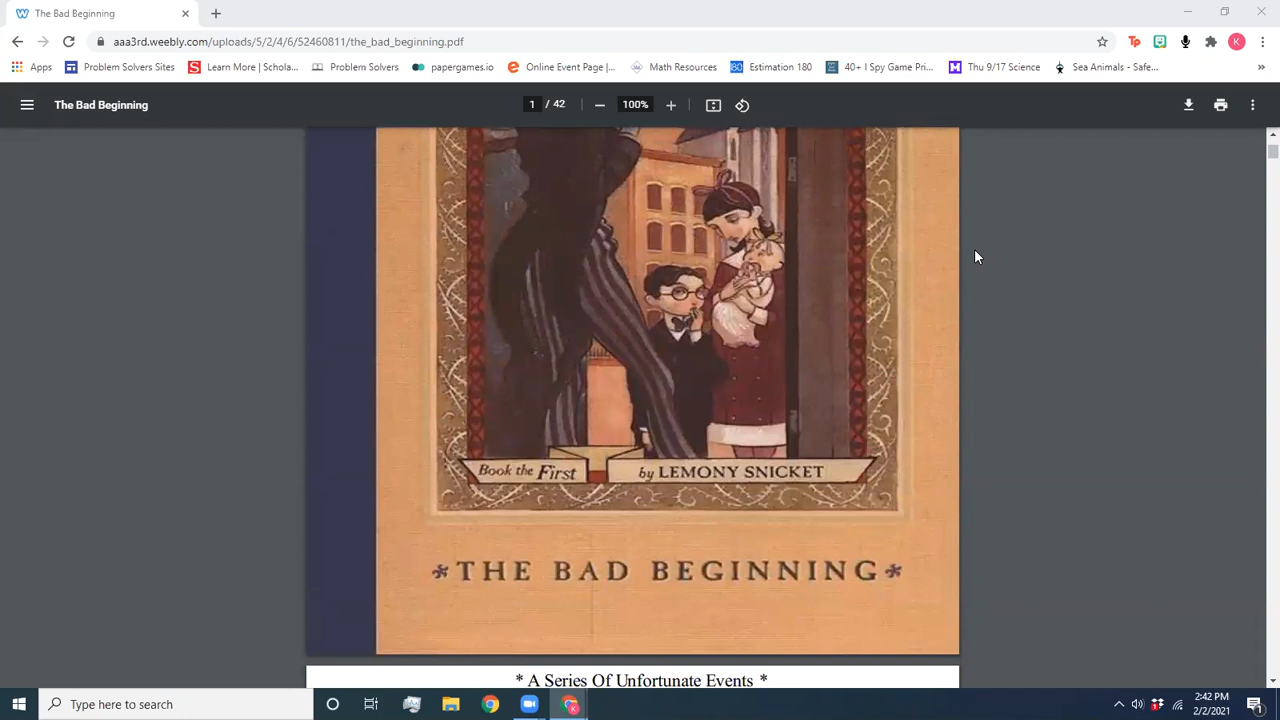 The Bad Beginning
aaa3rd.weebly.com/uploads/5/2/4/6/52460811/the_bad_beginning.pdf
K
Apps Problem Solvers Sites Learn More | Schola... Problem Solvers papergames.io Online Event Page |... Math Resources 80 Estimation 180 40+ I Spy Game Pri... Thu 9/17 Science Sea Animals - Safe... »
The Bad Beginning 1 / 42 100%
Book the First by LEMONY SNICKET
* THE BAD BEGINNING *
* A Series Of Unfortunate Events *
Type here to search
2:42 PM
2/2/2021